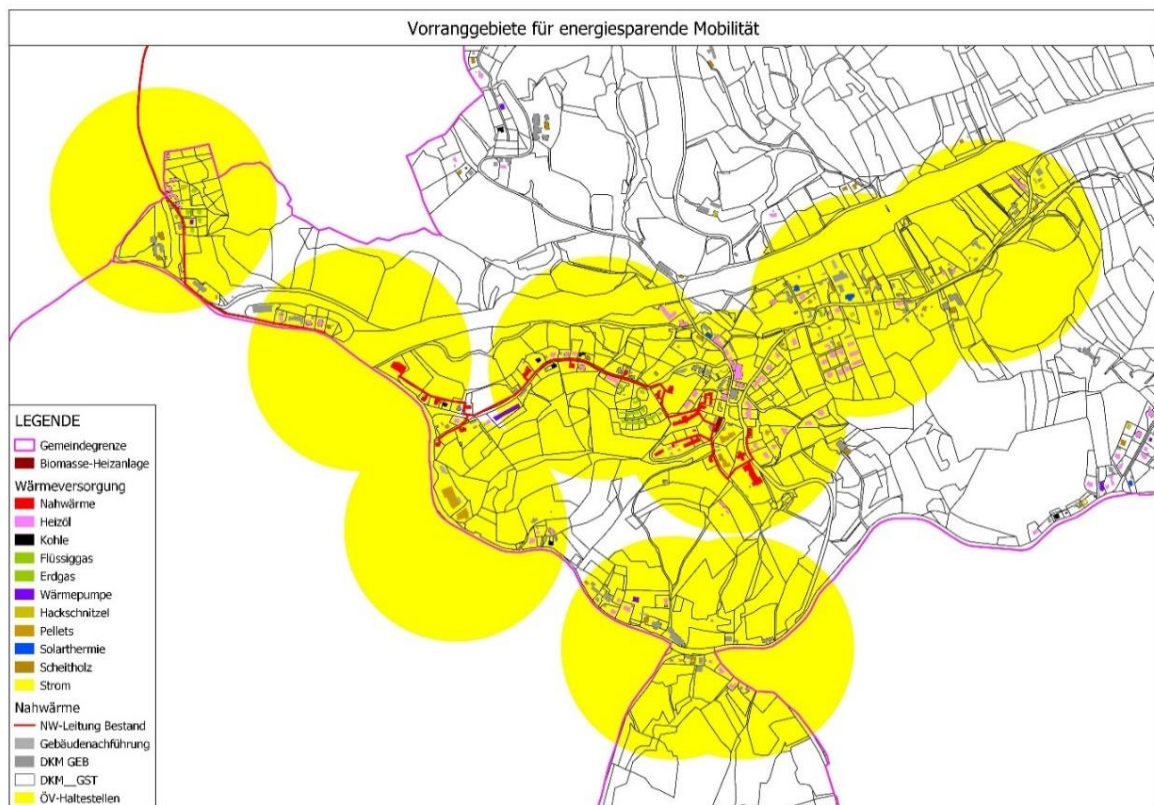 Vorranggebiete für energiesparende Mobilität
LEGENDE
Gemeindegrenze
Biomasse-Heizanlage
Wärmeversorgung
Nahwärme
Heizöl
Kohle
Flüssiggas
Erdgas
Wärmepumpe
Hackschnitzel
Pellets
Solarthermie
Scheitholz
Strom
Nahwärme
NW-Leitung Bestand
Gebäudenachführung
DKM GEB
DKM__GST
ÖV-Haltestellen